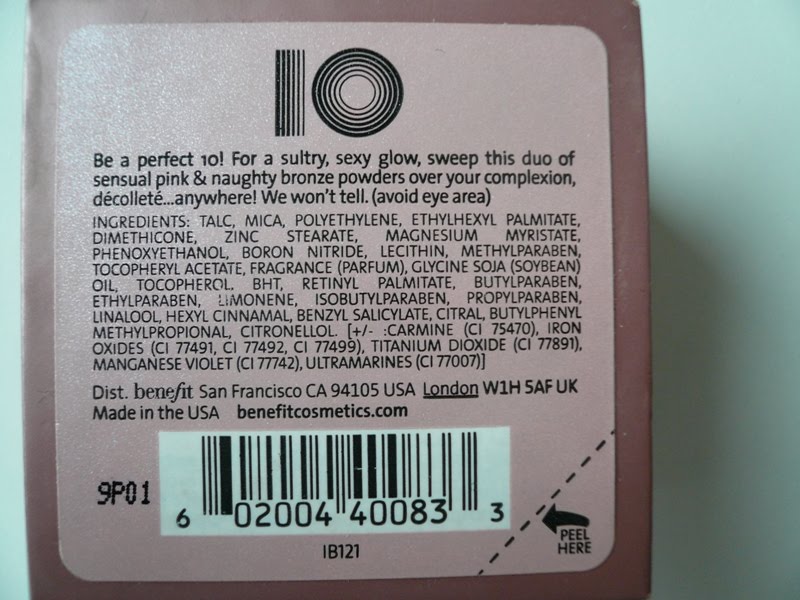 10
Be a perfect 10! For a sultry, sexy glow, sweep this duo of
sensual pink & naughty bronze powders over your complexion,
décolleté...anywhere! We won't tell. (avoid eye area)
INGREDIENTS: TALC, MICA, POLYETHYLENE, ETHYLHEXYL PALMITATE,
DIMETHICONE, ZINC STEARATE, MAGNESIUM MYRISTATE,
PHENOXYETHANOL, BORON NITRIDE, LECITHIN, METHYLPARABEN,
TOCOPHERYL ACETATE, FRAGRANCE (PARFUM), GLYCINE SOJA (SOYBEAN)
OIL, TOCOPHEROL. BHT, RETINYL PALMITATE, BUTYLPARABEN,
ETHYLPARABEN, LIMONENE, ISOBUTYLPARABEN, PROPYLPARABEN,
LINALOOL, HEXYL CINNAMAL, BENZYL SALICYLATE, CITRAL, BUTYLPHENYL
METHYLPROPIONAL, CITRONELLOL. [+/- :CARMINE (CI 75470), IRON
OXIDES (CI 77491, CI 77492, CI 77499), TITANIUM DIOXIDE (CI 77891),
MANGANESE VIOLET (CI 77742), ULTRAMARINES (CI 77007)]
Dist. benefit San Francisco CA 94105 USA London W1H 5AF UK
Made in the USA benefitcosmetics.com
9P01
6 02004 40083 3
IB121
PEEL
HERE